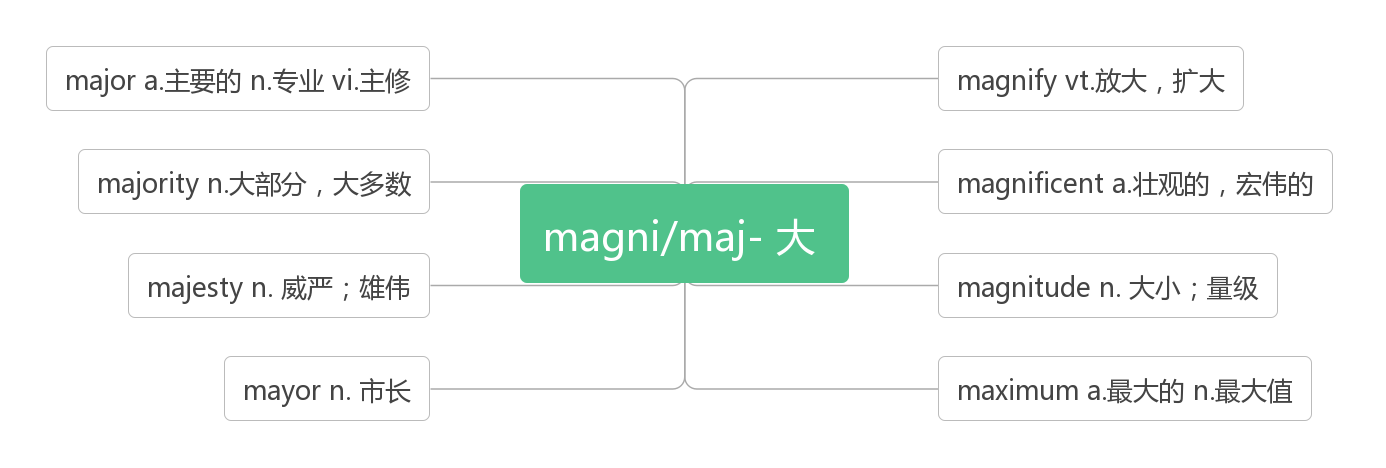 major a.主要的 n.专业 vi.主修
majority n.大部分，大多数
majesty n. 威严；雄伟
mayor n. 市长
magni/maj- 大
magnify vt.放大，扩大
magnificent a.壮观的，宏伟的
magnitude n. 大小；量级
maximum a.最大的 n.最大值